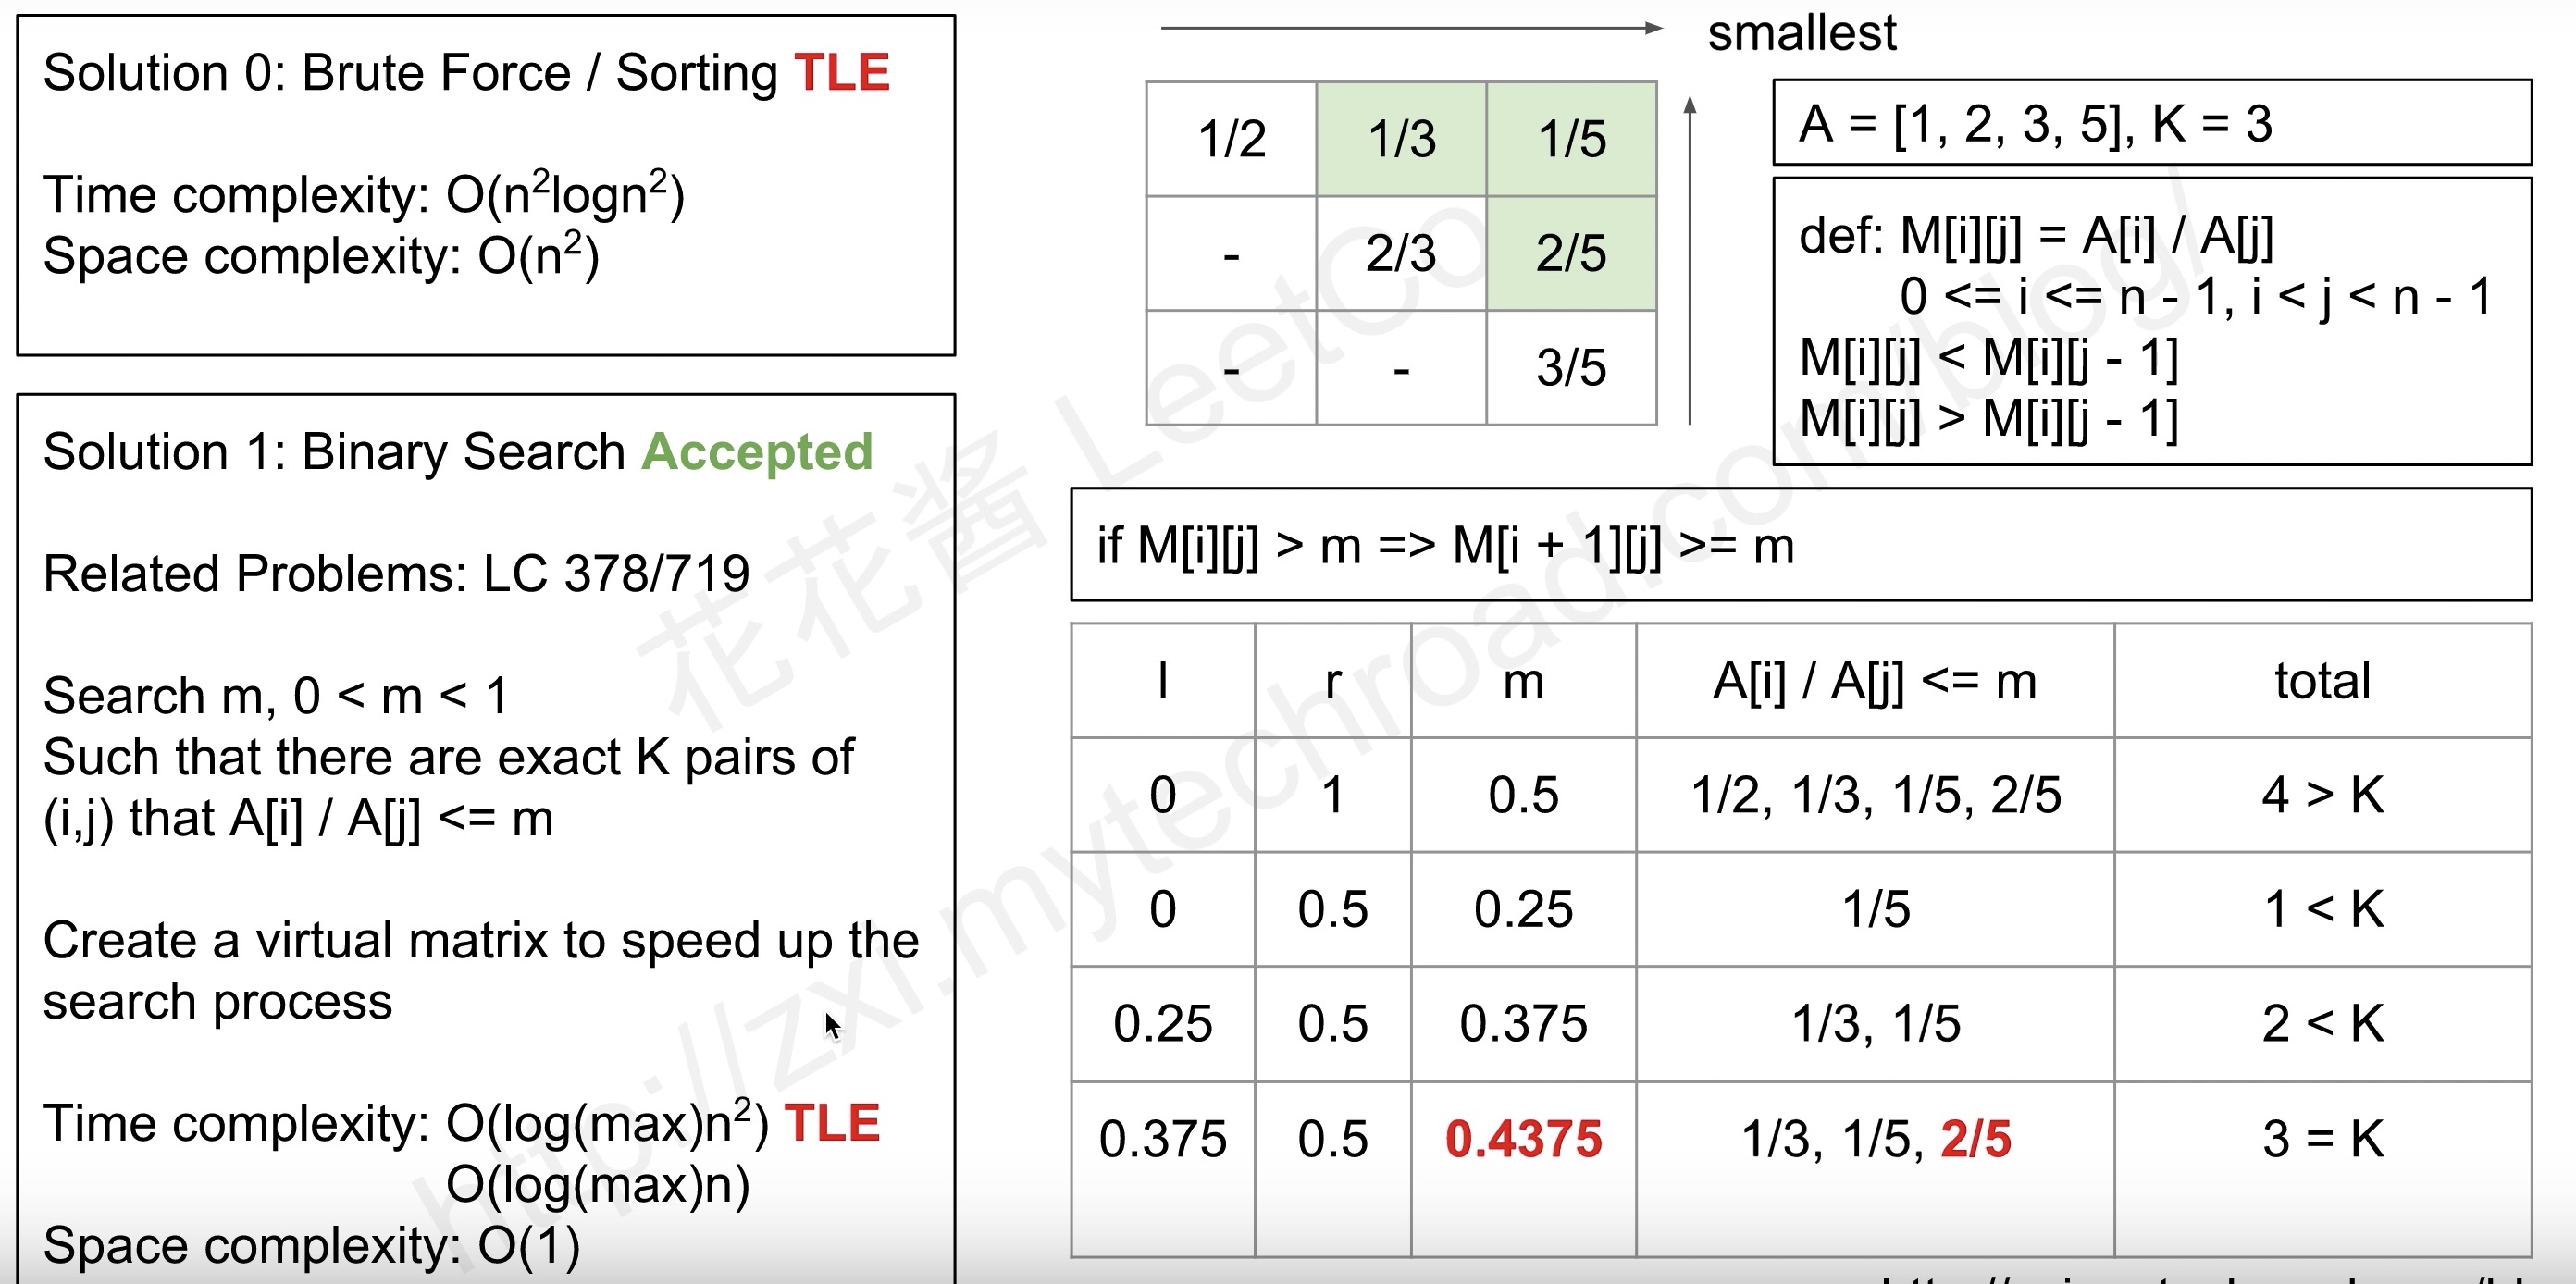 Solution 0: Brute Force / Sorting TLE
Time complexity: O(n²logn²)
Space complexity: O(n²)
Solution 1: Binary Search Accepted
Related Problems: LC 378/719
Search m, 0 < m < 1
Such that there are exact K pairs of
(i,j) that A[i] / A[j] <= m
Create a virtual matrix to speed up the
search process
Time complexity: O(log(max)n²) TLE
O(log(max)n)
Space complexity: O(1)
smallest
1/2 1/3 1/5
- 2/3 2/5
- - 3/5
A = [1, 2, 3, 5], K = 3
def: M[i][j] = A[i] / A[j]
0 <= i <= n - 1, i < j < n - 1
M[i][j] < M[i][j - 1]
M[i][j] > M[i][j - 1]
if M[i][j] > m => M[i + 1][j] >= m
l r m A[i] / A[j] <= m total
0 1 0.5 1/2, 1/3, 1/5, 2/5 4 > K
0 0.5 0.25 1/5 1 < K
0.25 0.5 0.375 1/3, 1/5 2 < K
0.375 0.5 0.4375 1/3, 1/5, 2/5 3 = K
花花酱 LeetCo
http://zxi.mytechroad.com/blog/